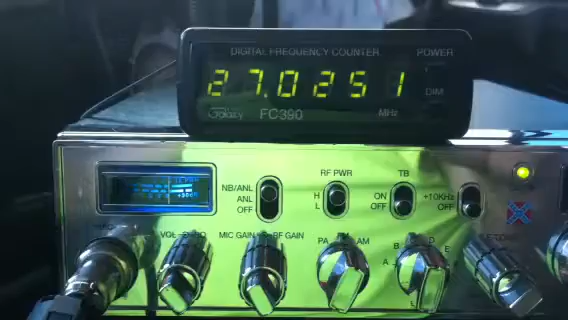 DIGITAL FREQUENCY COUNTER POWER
27.0251
DIM
Galaxy FC390 MHz
RF PWR TB
NB/ANL H ON +10KHz
ANL
OFF L OFF OFF
VOL MIC GAIN RF GAIN
PA FM AM
B D
A E